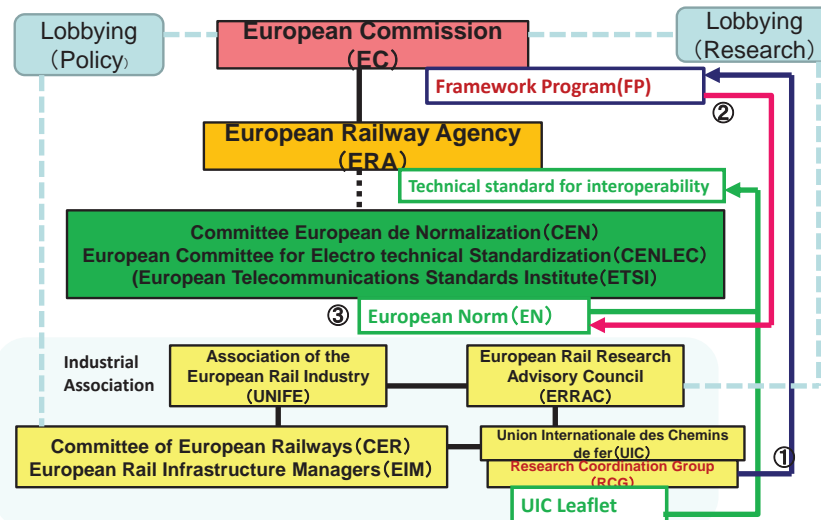 Lobbying
（Policy）
European Commission
（EC）
Lobbying
（Research）
Framework Program(FP)
②
European Railway Agency
（ERA）
Technical standard for interoperability
Committee European de Normalization（CEN）
European Committee for Electro technical Standardization（CENLEC）
(European Telecommunications Standards Institute（ETSI）
③
European Norm（EN）
Industrial
Association
Association of the
European Rail Industry
（UNIFE）
European Rail Research
Advisory Council
（ERRAC）
Committee of European Railways（CER）
European Rail Infrastructure Managers（EIM）
Union Internationale des Chemins
de fer（UIC）
①
Research Coordination Group
（RCG）
UIC Leaflet